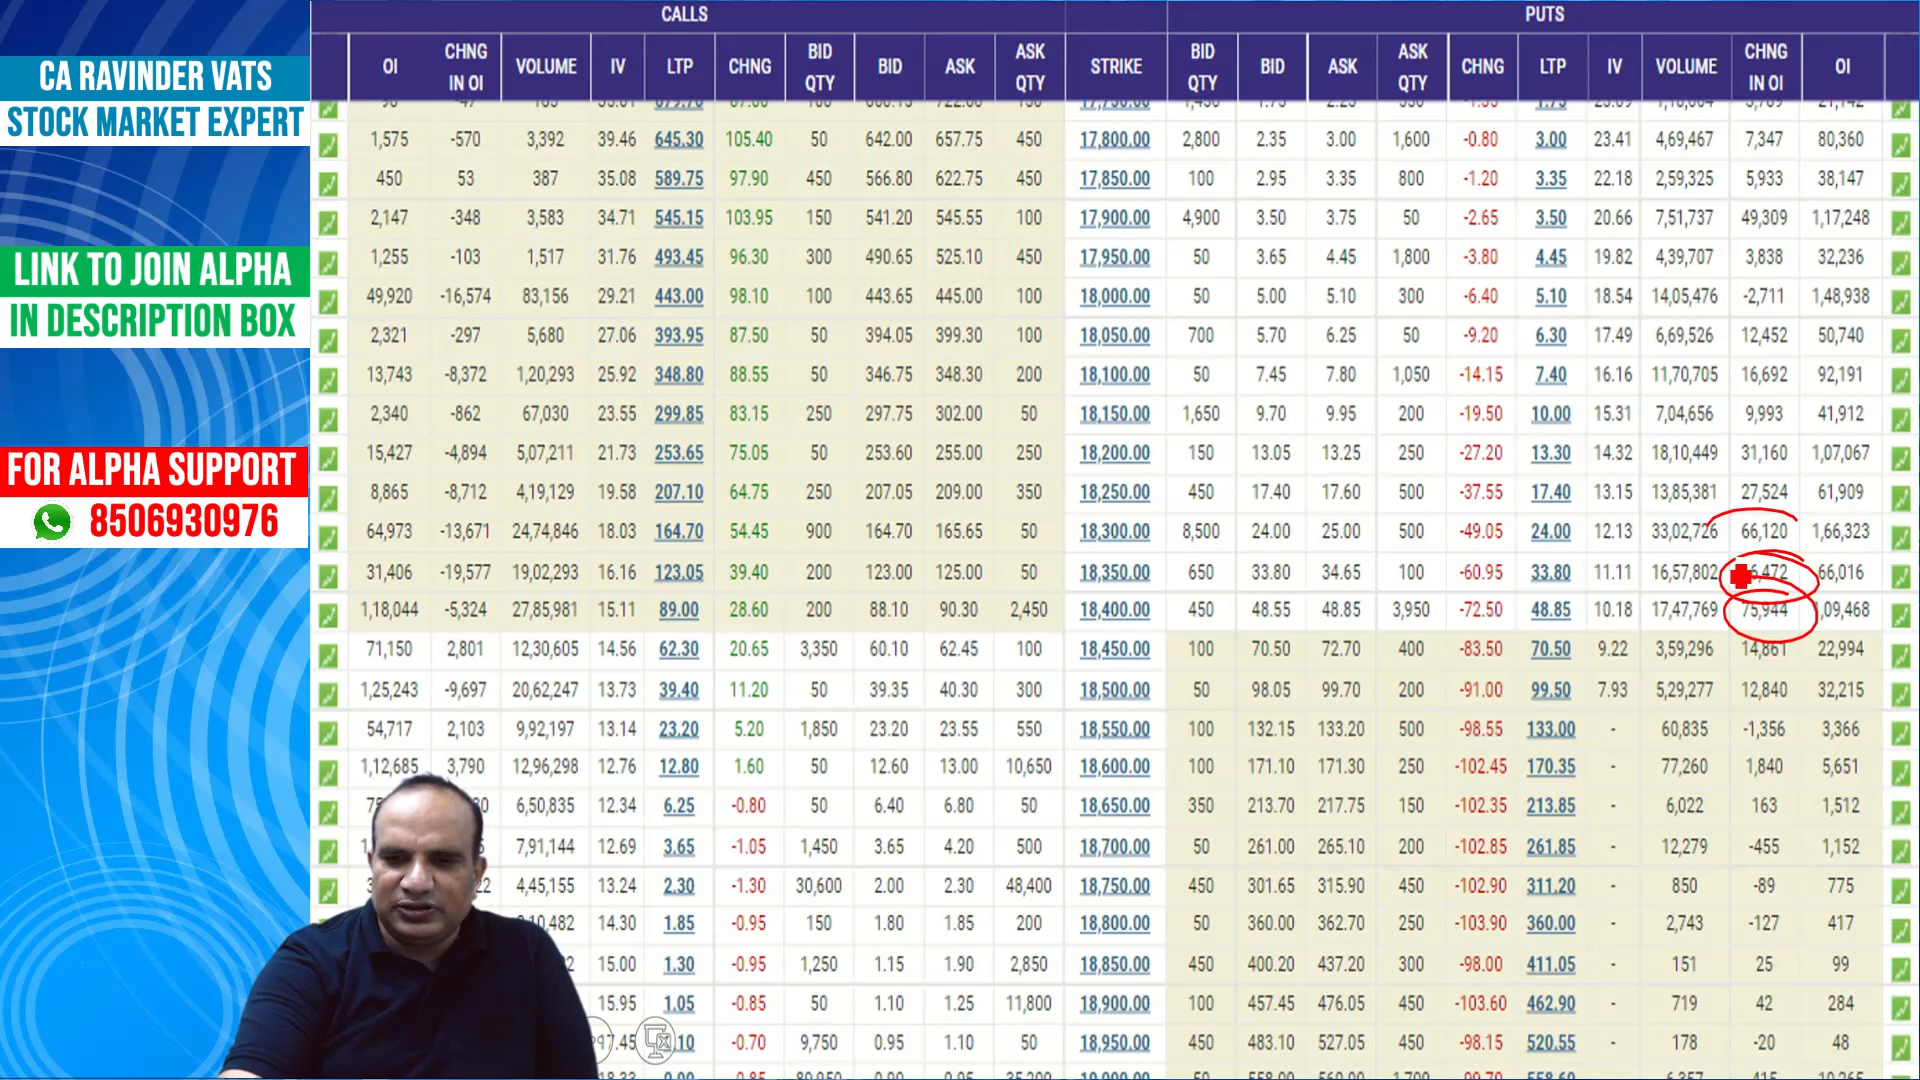 CA RAVINDER VATS
STOCK MARKET EXPERT
LINK TO JOIN ALPHA
IN DESCRIPTION BOX
FOR ALPHA SUPPORT
8506930976
CALLS PUTS
OI CHNG IN OI VOLUME IV LTP CHNG BID QTY BID ASK ASK QTY STRIKE BID QTY BID ASK ASK QTY CHNG LTP IV VOLUME CHNG IN OI OI
1,575 -570 3,392 39.46 645.30 105.40 50 642.00 657.75 450 17,800.00 2,800 2.35 3.00 1,600 -0.80 3.00 23.41 4,69,467 7,347 80,360
450 53 387 35.08 589.75 97.90 450 566.80 622.75 450 17,850.00 100 2.95 3.35 800 -1.20 3.35 22.18 2,59,325 5,933 38,147
2,147 -348 3,583 34.71 545.15 103.95 150 541.20 545.55 100 17,900.00 4,900 3.50 3.75 50 -2.65 3.50 20.66 7,51,737 49,309 1,17,248
1,255 -103 1,517 31.76 493.45 96.30 300 490.65 525.10 450 17,950.00 50 3.65 4.45 1,800 -3.80 4.45 19.82 4,39,707 3,838 32,236
49,920 -16,574 83,156 29.21 443.00 98.10 100 443.65 445.00 100 18,000.00 50 5.00 5.10 300 -6.40 5.10 18.54 14,05,476 -2,711 1,48,938
2,321 -297 5,680 27.06 393.95 87.50 50 394.05 399.30 100 18,050.00 700 5.70 6.25 50 -9.20 6.30 17.49 6,69,526 12,452 50,740
13,743 -8,372 1,20,293 25.92 348.80 88.55 50 346.75 348.30 200 18,100.00 50 7.45 7.80 1,050 -14.15 7.40 16.16 11,70,705 16,692 92,191
2,340 -862 67,030 23.55 299.85 83.15 250 297.75 302.00 50 18,150.00 1,650 9.70 9.95 200 -19.50 10.00 15.31 7,04,656 9,993 41,912
15,427 -4,894 5,07,211 21.73 253.65 75.05 50 253.60 255.00 250 18,200.00 150 13.05 13.25 250 -27.20 13.30 14.32 18,10,449 31,160 1,07,067
8,865 -8,712 4,19,129 19.58 207.10 64.75 250 207.05 209.00 350 18,250.00 450 17.40 17.60 500 -37.55 17.40 13.15 13,85,381 27,524 61,909
64,973 -13,671 24,74,846 18.03 164.70 54.45 900 164.70 165.65 50 18,300.00 8,500 24.00 25.00 500 -49.05 24.00 12.13 33,02,726 66,120 1,66,323
31,406 -19,577 19,02,293 16.16 123.05 39.40 200 123.00 125.00 50 18,350.00 650 33.80 34.65 100 -60.95 33.80 11.11 16,57,802 66,016
1,18,044 -5,324 27,85,981 15.11 89.00 28.60 200 88.10 90.30 2,450 18,400.00 450 48.55 48.85 3,950 -72.50 48.85 10.18 17,47,769 75,944 1,09,468
71,150 2,801 12,30,605 14.56 62.30 20.65 3,350 60.10 62.45 100 18,450.00 100 70.50 72.70 400 -83.50 70.50 9.22 3,59,296 14,861 22,994
1,25,243 -9,697 20,62,247 13.73 39.40 11.20 50 39.35 40.30 300 18,500.00 50 98.05 99.70 200 -91.00 99.50 7.93 5,29,277 12,840 32,215
54,717 2,103 9,92,197 13.14 23.20 5.20 1,850 23.20 23.55 550 18,550.00 100 132.15 133.20 500 -98.55 133.00 - 60,835 -1,356 3,366
1,12,685 3,790 12,96,298 12.76 12.80 1.60 50 12.60 13.00 10,650 18,600.00 100 171.10 171.30 250 -102.45 170.35 - 77,260 1,840 5,651
6,50,835 12.34 6.25 -0.80 50 6.40 6.80 50 18,650.00 350 213.70 217.75 150 -102.35 213.85 - 6,022 163 1,512
7,91,144 12.69 3.65 -1.05 1,450 3.65 4.20 500 18,700.00 50 261.00 265.10 200 -102.85 261.85 - 12,279 -455 1,152
4,45,155 13.24 2.30 -1.30 30,600 2.00 2.30 48,400 18,750.00 450 301.65 315.90 450 -102.90 311.20 - 850 -89 775
14.30 1.85 -0.95 150 1.80 1.85 200 18,800.00 50 360.00 362.70 250 -103.90 360.00 - 2,743 -127 417
15.00 1.30 -0.95 1,250 1.15 1.90 2,850 18,850.00 450 400.20 437.20 300 -98.00 411.05 - 151 25 99
15.95 1.05 -0.85 50 1.10 1.25 11,800 18,900.00 100 457.45 476.05 450 -103.60 462.90 - 719 42 284
-0.70 9,750 0.95 1.10 50 18,950.00 450 483.10 527.05 450 -98.15 520.55 - 178 -20 48